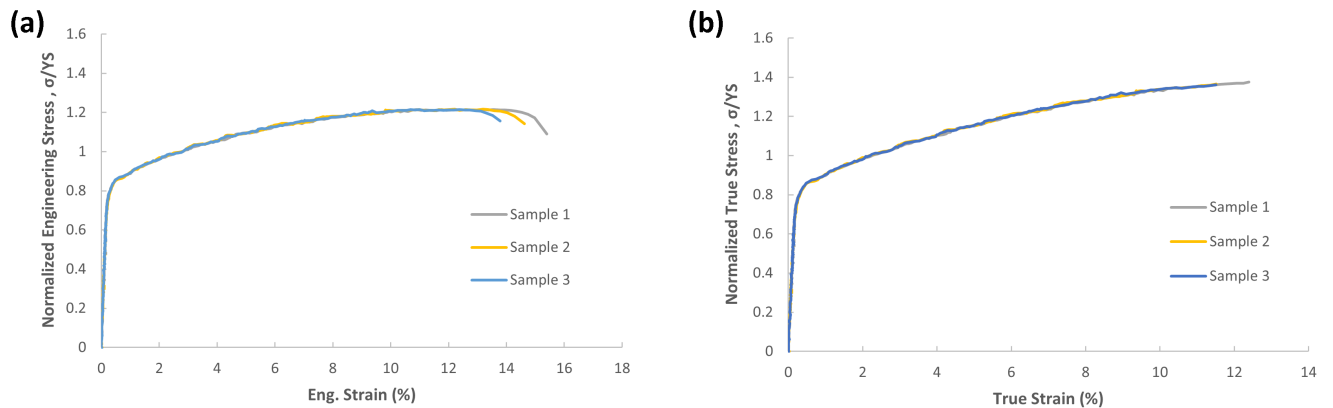 (a)
Normalized Engineering Stress , σ/YS
1.6
1.4
1.2
1
0.8
0.6
0.4
0.2
0
0 2 4 6 8 10 12 14 16 18
Eng. Strain (%)
Sample 1
Sample 2
Sample 3
(b)
Normalized True Stress , σ/YS
1.6
1.4
1.2
1
0.8
0.6
0.4
0.2
0
0 2 4 6 8 10 12 14
True Strain (%)
Sample 1
Sample 2
Sample 3